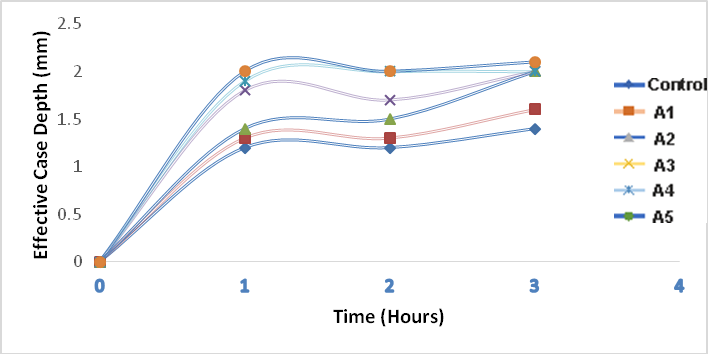 2.5
2
1.5
1
0.5
0
Effective Case Depth (mm)
0 1 2 3 4
Time (Hours)
Control
A1
A2
A3
A4
A5